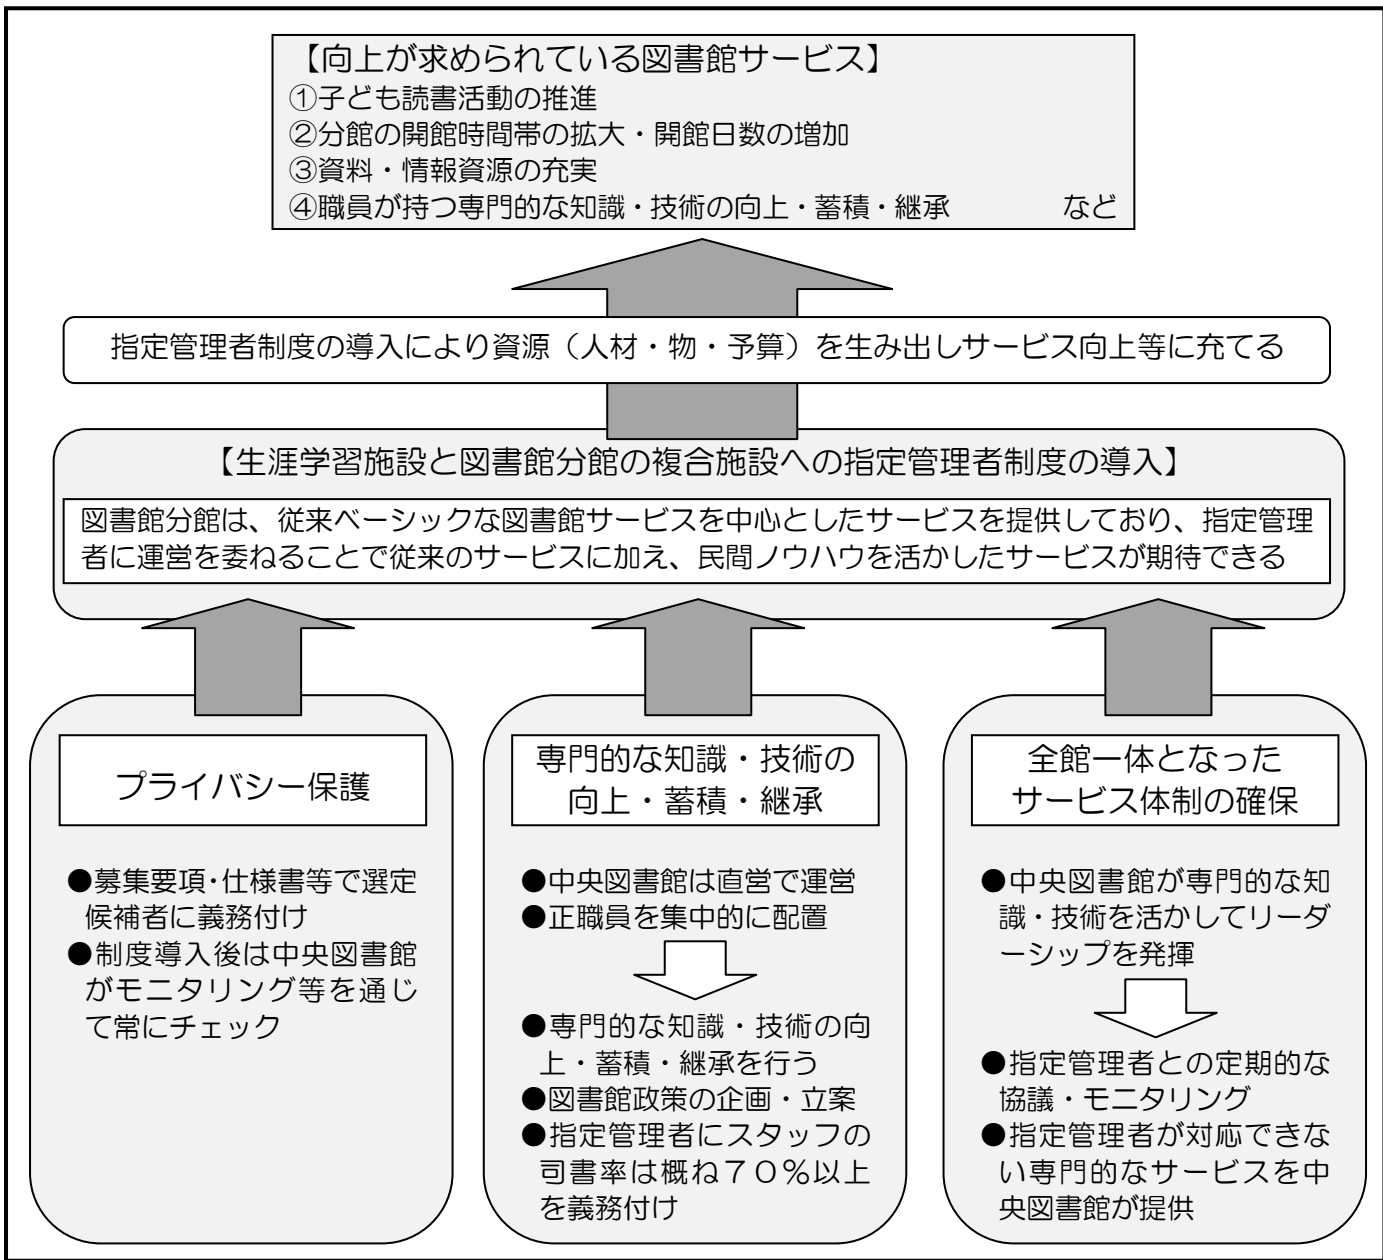 【向上が求められている図書館サービス】
①子ども読書活動の推進
②分館の開館時間帯の拡大・開館日数の増加
③資料・情報資源の充実
④職員が持つ専門的な知識・技術の向上・蓄積・継承　など
指定管理者制度の導入により資源（人材・物・予算）を生み出しサービス向上等に充てる
【生涯学習施設と図書館分館の複合施設への指定管理者制度の導入】
図書館分館は、従来ベーシックな図書館サービスを中心としたサービスを提供しており、指定管理
者に運営を委ねることで従来のサービスに加え、民間ノウハウを活かしたサービスが期待できる
プライバシー保護
●募集要項・仕様書等で選定
候補者に義務付け
●制度導入後は中央図書館
がモニタリング等を通じ
て常にチェック
専門的な知識・技術の
向上・蓄積・継承
●中央図書館は直営で運営
●正職員を集中的に配置
●専門的な知識・技術の向
上・蓄積・継承を行う
●図書館政策の企画・立案
●指定管理者にスタッフの
司書率は概ね７０％以上
を義務付け
全館一体となった
サービス体制の確保
●中央図書館が専門的な知
識・技術を活かしてリーダ
ーシップを発揮
●指定管理者との定期的な
協議・モニタリング
●指定管理者が対応できな
い専門的なサービスを中
央図書館が提供